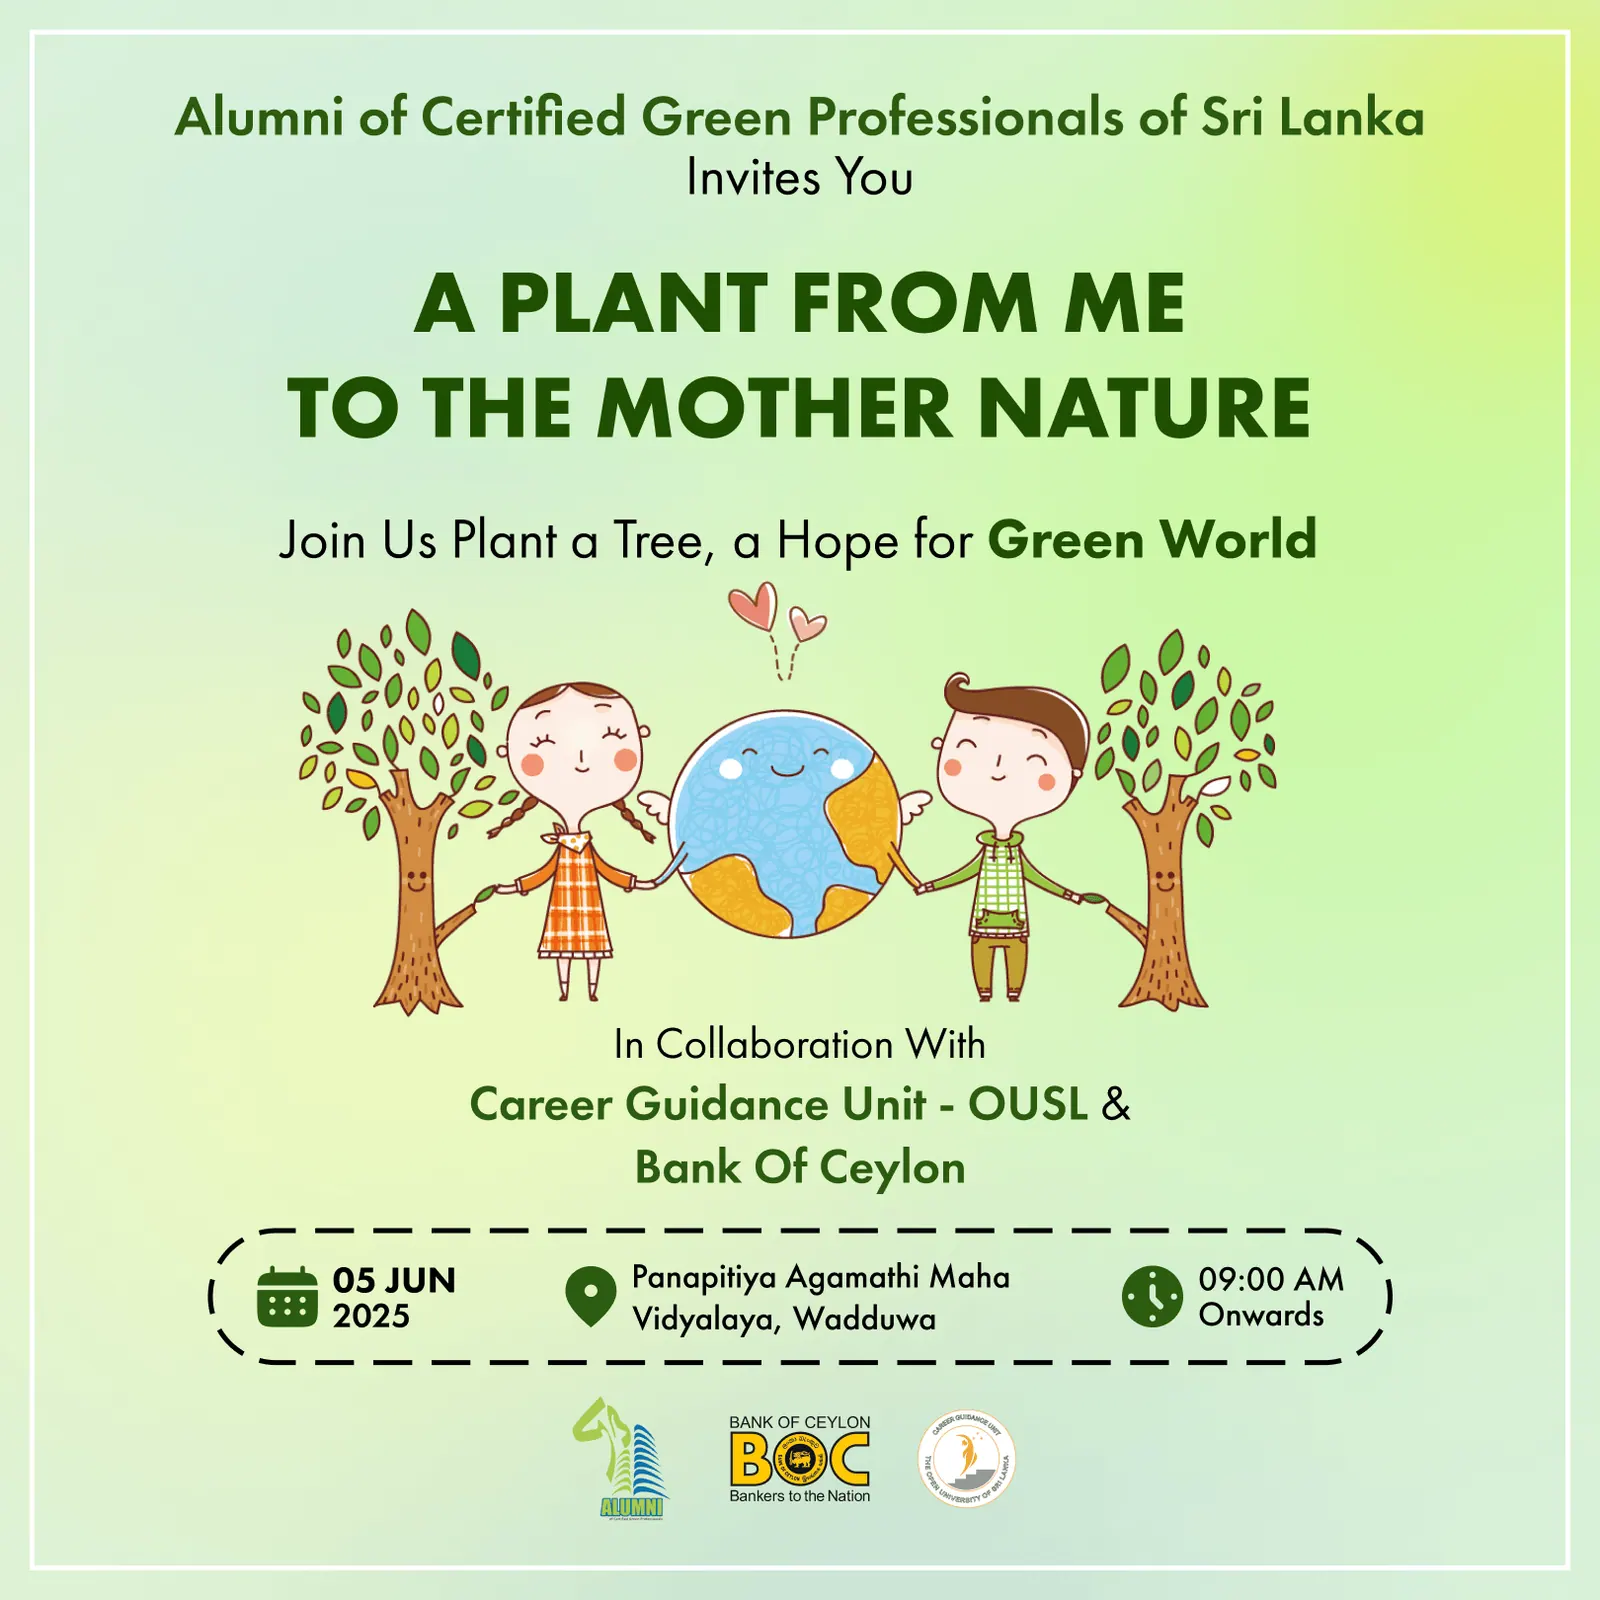 Alumni of Certified Green Professionals of Sri Lanka
Invites You
A PLANT FROM ME
TO THE MOTHER NATURE
Join Us Plant a Tree, a Hope for Green World
In Collaboration With
Career Guidance Unit - OUSL &
Bank Of Ceylon
05 JUN
2025
Panapitiya Agamathi Maha
Vidyalaya, Wadduwa
09:00 AM
Onwards
ALUMNI
BANK OF CEYLON
BOC
Bankers to the Nation
CAREER GUIDANCE UNIT
THE OPEN UNIVERSITY OF SRI LANKA